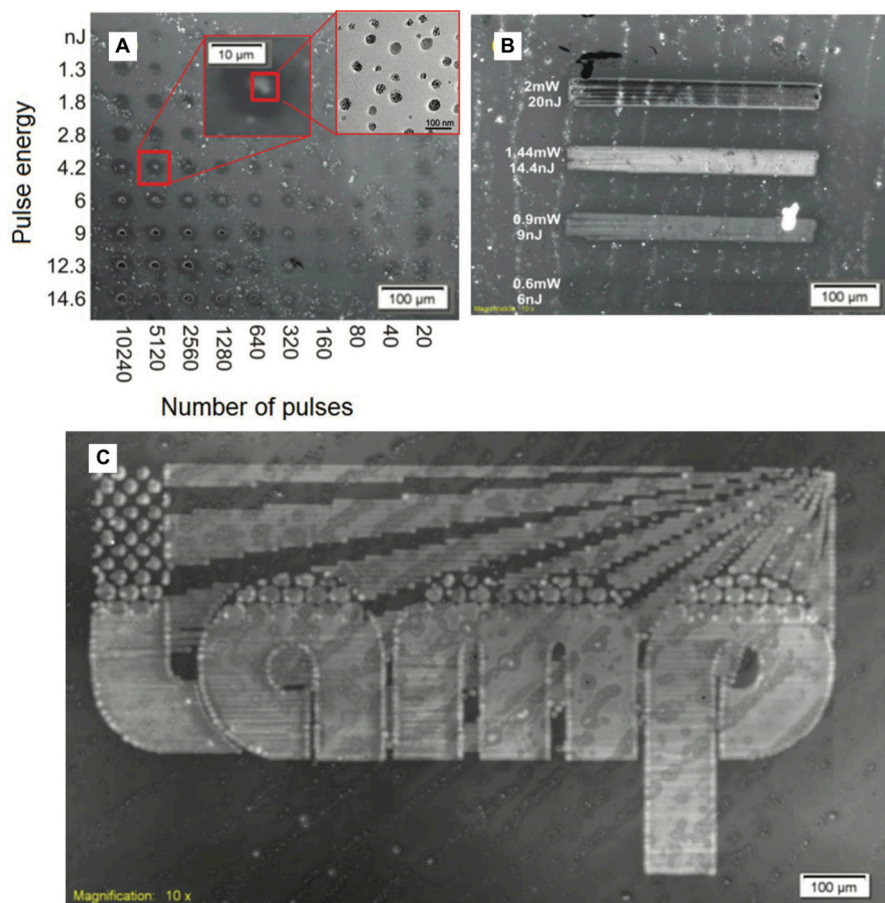 A
nJ
1.3
1.8
2.8
4.2
6
9
12.3
14.6
Pulse energy
10 µm
100 nm
100 µm
10240
5120
2560
1280
640
320
160
80
40
20
Number of pulses
B
2mW
20nJ
1.44mW
14.4nJ
0.9mW
9nJ
0.6mW
6nJ
100 µm
Magnification: 10 x
C
Magnification: 10 x
100 µm